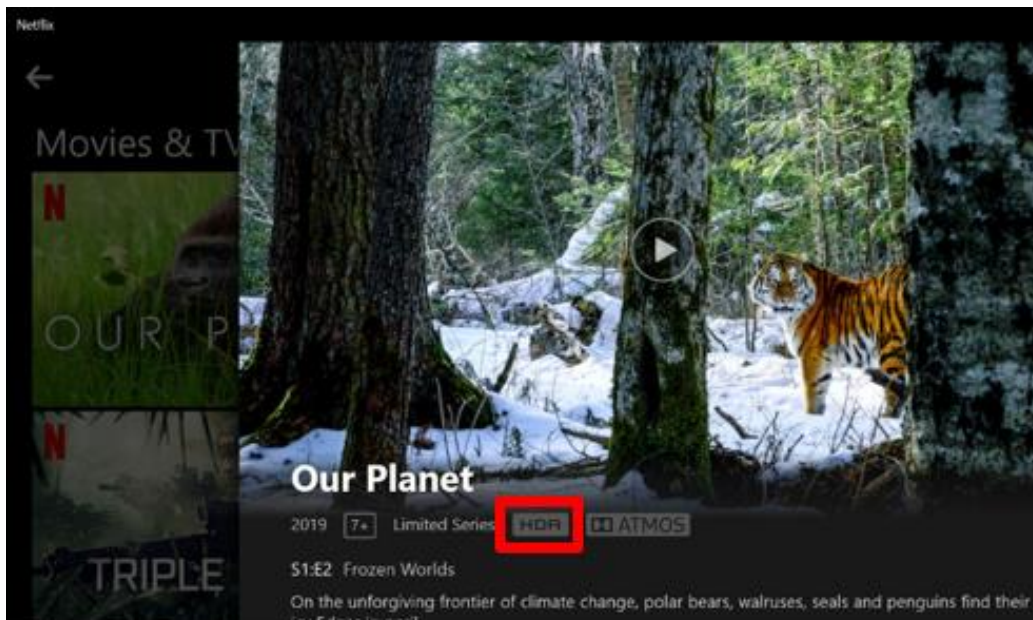 Netflix
Movies & TV
N
OUR P
N
TRIPLE
Our Planet
2019 7+ Limited Series HDR ATMOS
S1:E2 Frozen Worlds
On the unforgiving frontier of climate change, polar bears, walruses, seals and penguins find their